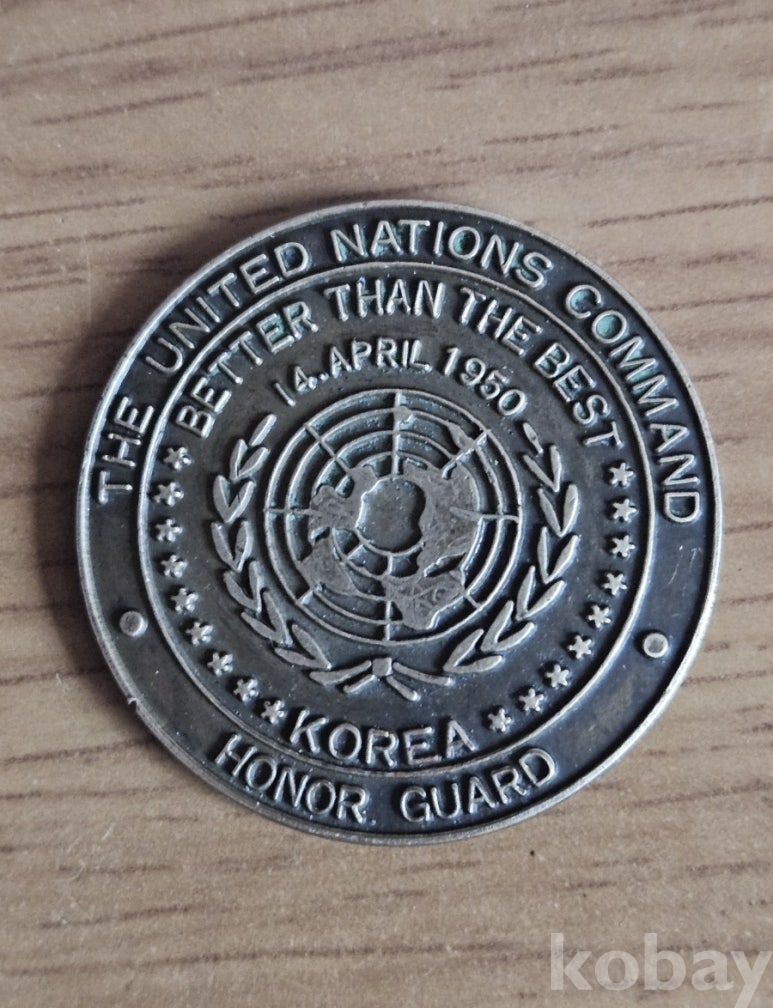 THE UNITED NATIONS COMMAND
BETTER THAN THE BEST
14. APRIL 1950
KOREA
HONOR GUARD
kobay